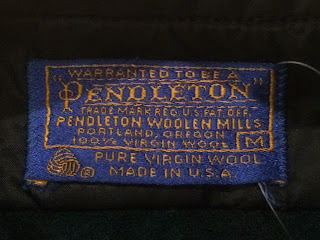 WARRANTED TO BE A
"PENDLETON"
TRADE MARK REG. U.S. PAT. OFF.
PENDLETON WOOLEN MILLS
PORTLAND, OREGON
100% VIRGIN WOOL M
PURE VIRGIN WOOL
® MADE IN U.S.A.